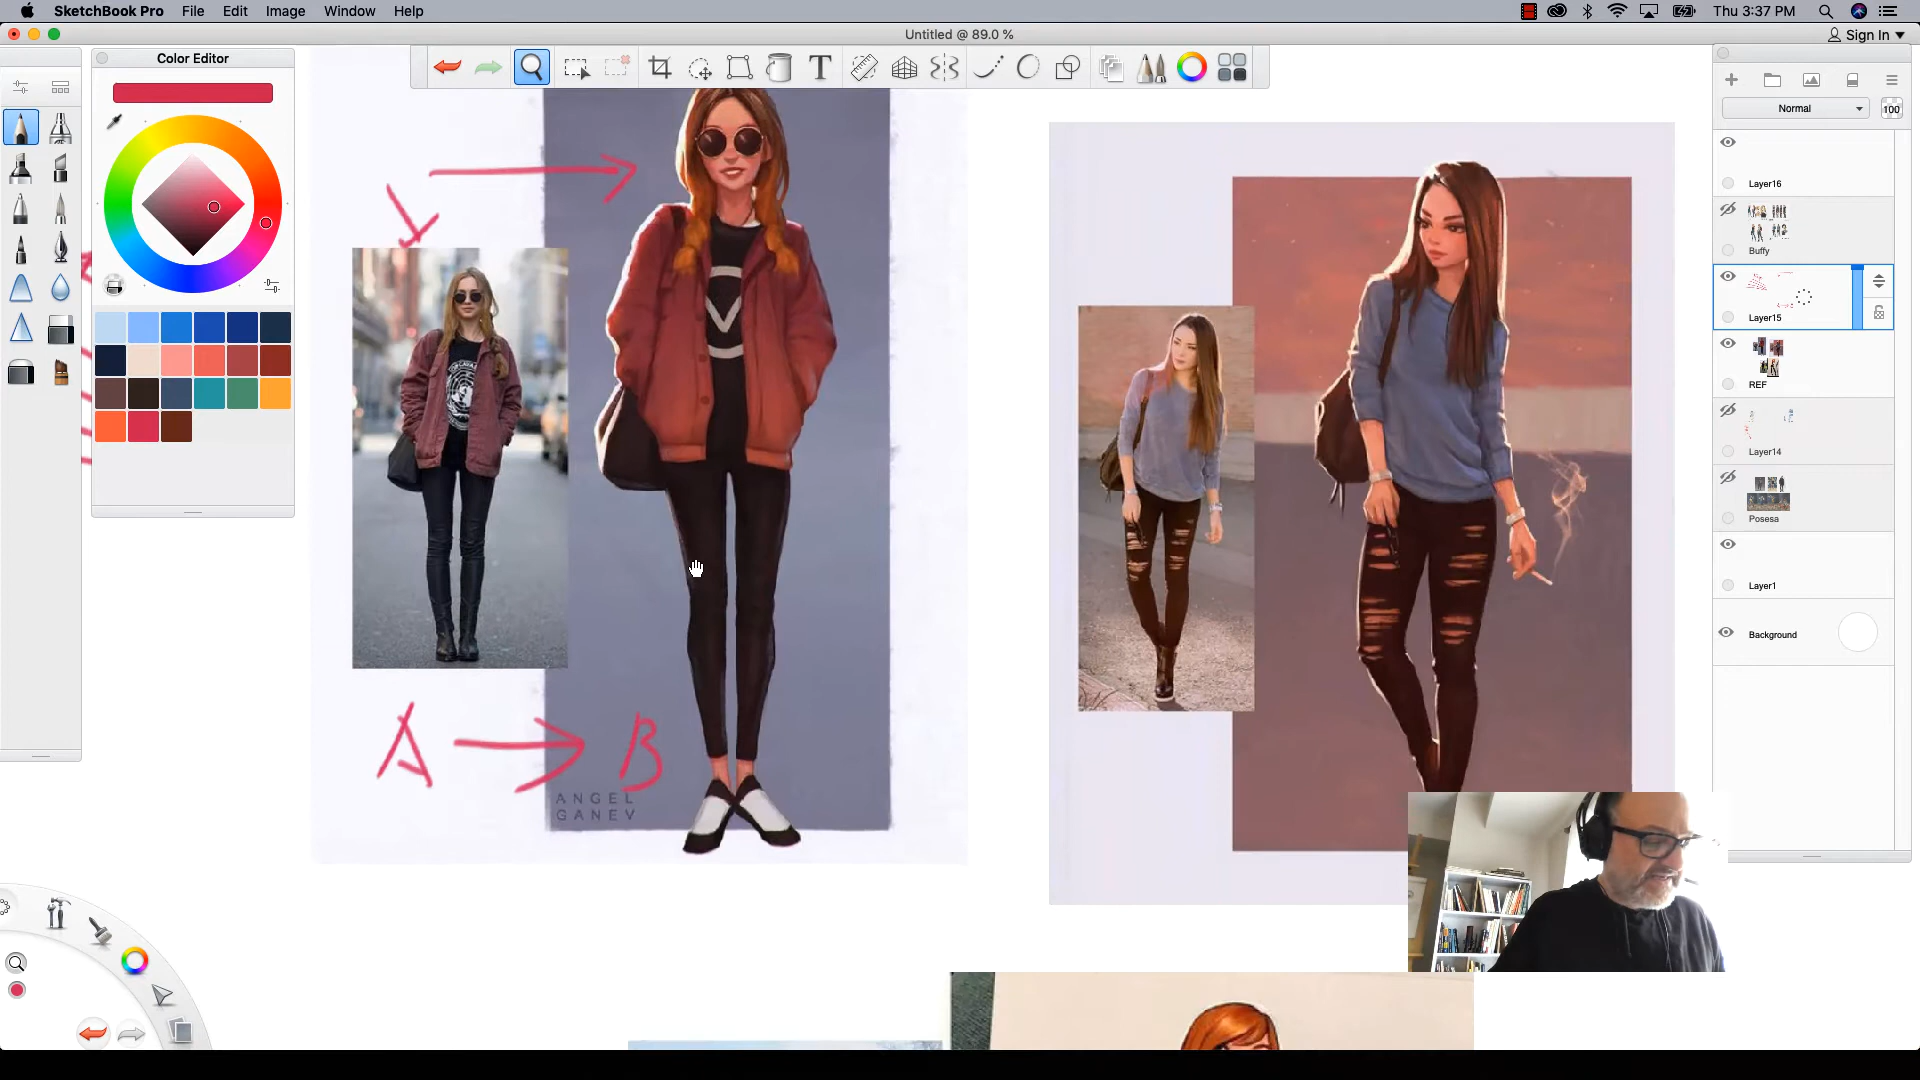 SketchBook Pro File Edit Image Window Help
Thu 3:37 PM
Untitled @ 89.0 %
Sign In
Color Editor
T
Normal
100
Layer16
Buffy
Layer15
REF
Layer14
Posesa
Layer1
Background
A → B
ANGEL
GANEV